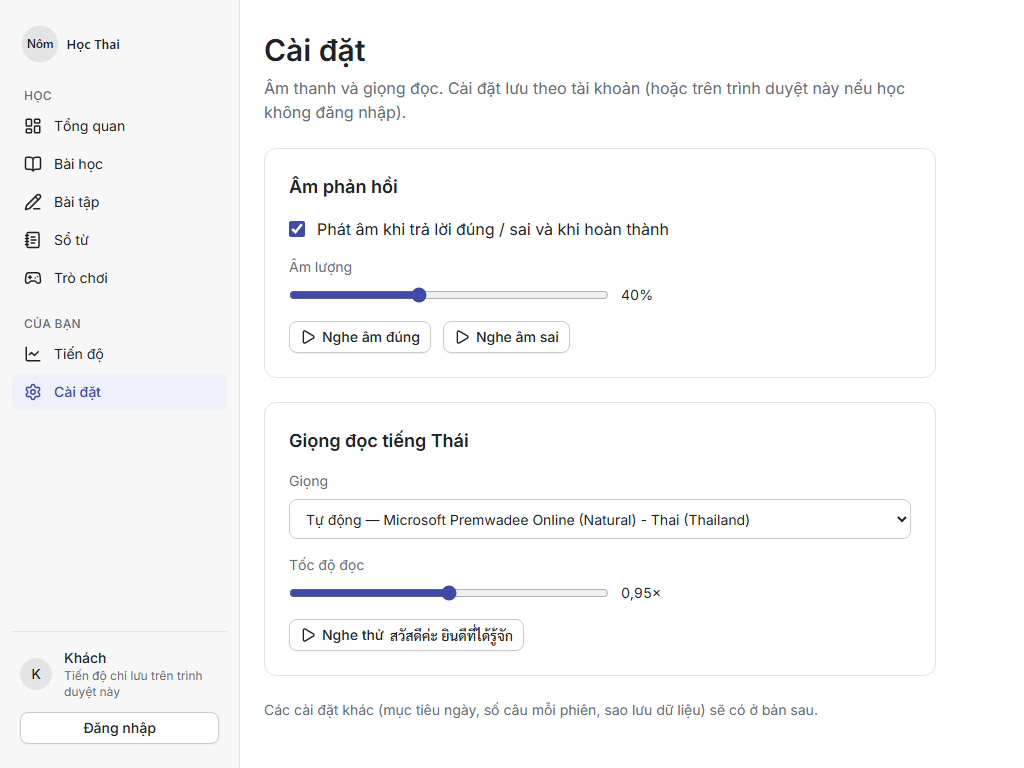 Nôm
Học Thai
HỌC
Tổng quan
Bài học
Bài tập
Sổ từ
Trò chơi
CỦA BẠN
Tiến độ
Cài đặt
K
Khách
Tiến độ chỉ lưu trên trình
duyệt này
Đăng nhập
Cài đặt
Âm thanh và giọng đọc. Cài đặt lưu theo tài khoản (hoặc trên trình duyệt này nếu học
không đăng nhập).
Âm phản hồi
Phát âm khi trả lời đúng / sai và khi hoàn thành
Âm lượng
40%
Nghe âm đúng
Nghe âm sai
Giọng đọc tiếng Thái
Giọng
Tự động — Microsoft Premwadee Online (Natural) - Thai (Thailand)
Tốc độ đọc
0,95×
Nghe thử สวัสดีค่ะ ยินดีที่ได้รู้จัก
Các cài đặt khác (mục tiêu ngày, số câu mỗi phiên, sao lưu dữ liệu) sẽ có ở bản sau.